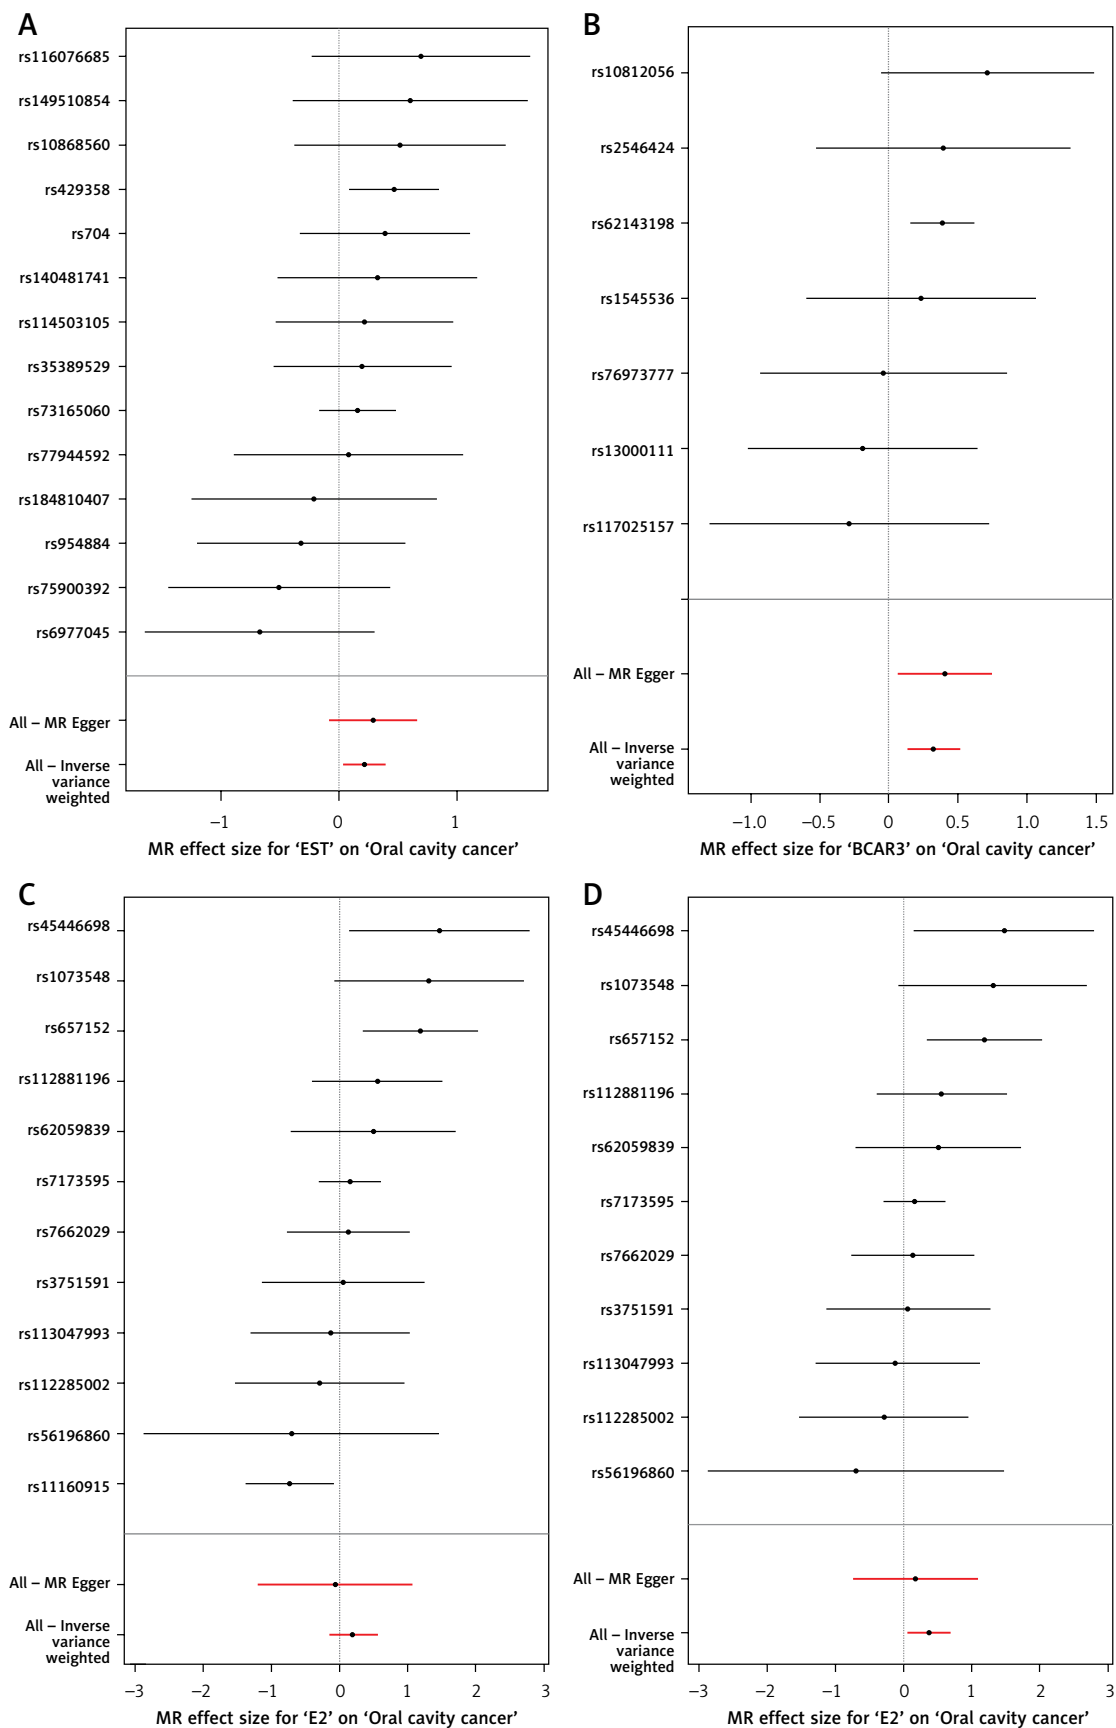 A
rs116076685
rs149510854
rs10868560
rs429358
rs704
rs140481741
rs114503105
rs35389529
rs73165060
rs77944592
rs184810407
rs954884
rs75900392
rs6977045
All – MR Egger
All – Inverse
variance
weighted
−1 0 1
MR effect size for ‘EST’ on ‘Oral cavity cancer’
B
rs10812056
rs2546424
rs62143198
rs1545536
rs76973777
rs13000111
rs117025157
All – MR Egger
All – Inverse
variance
weighted
−1.0 −0.5 0 0.5 1.0 1.5
MR effect size for ‘BCAR3’ on ‘Oral cavity cancer’
C
rs45446698
rs1073548
rs657152
rs112881196
rs62059839
rs7173595
rs7662029
rs3751591
rs113047993
rs112285002
rs56196860
rs11160915
All – MR Egger
All – Inverse
variance
weighted
−3 −2 −1 0 1 2 3
MR effect size for ‘E2’ on ‘Oral cavity cancer’
D
rs45446698
rs1073548
rs657152
rs112881196
rs62059839
rs7173595
rs7662029
rs3751591
rs113047993
rs112285002
rs56196860
All – MR Egger
All – Inverse
variance
weighted
−3 −2 −1 0 1 2 3
MR effect size for ‘E2’ on ‘Oral cavity cancer’